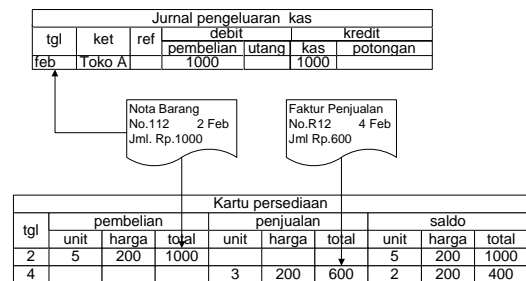 Jurnal pengeluaran kas
tgl ket ref debit kredit
pembelian utang kas potongan
feb Toko A 1000 1000
Nota Barang
No.112 2 Feb
Jml. Rp.1000
Faktur Penjualan
No.R12 4 Feb
Jml Rp.600
Kartu persediaan
tgl pembelian penjualan saldo
unit harga total unit harga total unit harga total
2 5 200 1000 5 200 1000
4 3 200 600 2 200 400